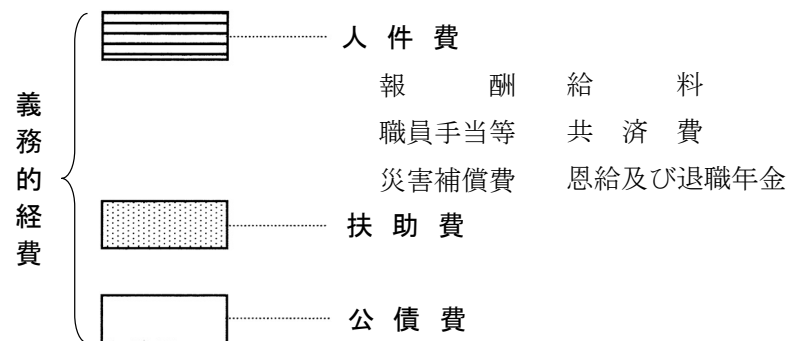 義務的経費
人件費
報酬 給料
職員手当等 共済費
災害補償費 恩給及び退職年金
扶助費
公債費